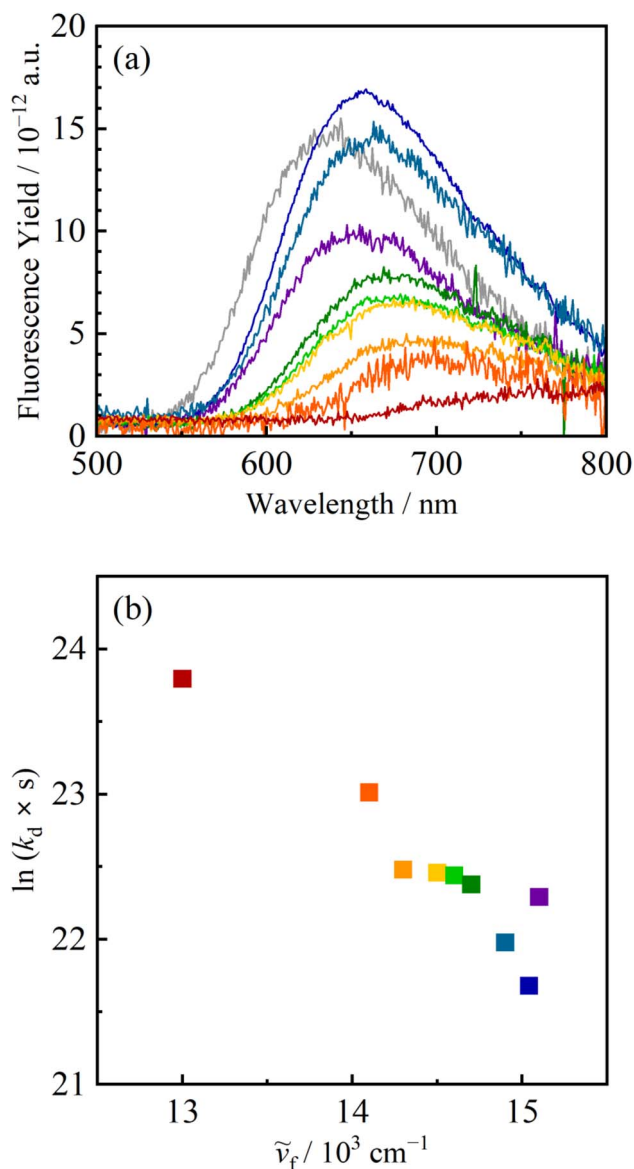 (a)
Fluorescence Yield / 10⁻¹² a.u.
20
15
10
5
0
500
600
700
800
Wavelength / nm
(b)
ln (k_d × s)
24
23
22
21
13
14
15
ṽ_f / 10³ cm⁻¹